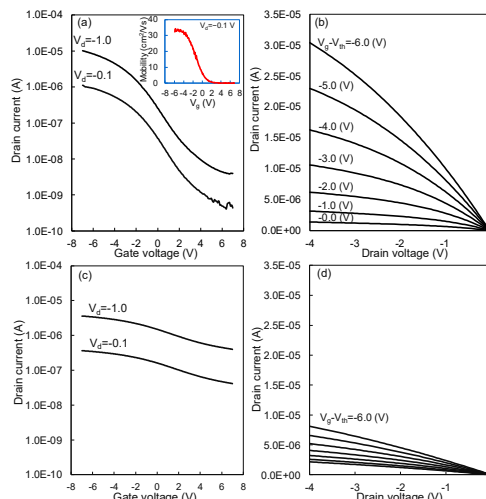 (a)
1.0E-04
1.0E-05
1.0E-06
1.0E-07
1.0E-08
1.0E-09
1.0E-10
Drain current (A)
V_d=-1.0
V_d=-0.1
-8 -6 -4 -2 0 2 4 6 8
Gate voltage (V)
40
30
20
10
0
Mobility (cm²/Vs)
V_d=-0.1 V
-8 -6 -4 -2 0 2 4 6 8
V_g (V)
(b)
3.5E-05
3.0E-05
2.5E-05
2.0E-05
1.5E-05
1.0E-05
5.0E-06
0.0E+00
Drain current (A)
V_g-V_th=-6.0 (V)
-5.0 (V)
-4.0 (V)
-3.0 (V)
-2.0 (V)
-1.0 (V)
-0.0 (V)
-4 -3 -2 -1
Drain voltage (V)
(c)
1.0E-04
1.0E-05
1.0E-06
1.0E-07
1.0E-08
1.0E-09
1.0E-10
Drain current (A)
V_d=-1.0
V_d=-0.1
-8 -6 -4 -2 0 2 4 6 8
Gate voltage (V)
(d)
3.5E-05
3.0E-05
2.5E-05
2.0E-05
1.5E-05
1.0E-05
5.0E-06
0.0E+00
Drain current (A)
V_g-V_th=-6.0 (V)
-4 -3 -2 -1
Drain voltage (V)